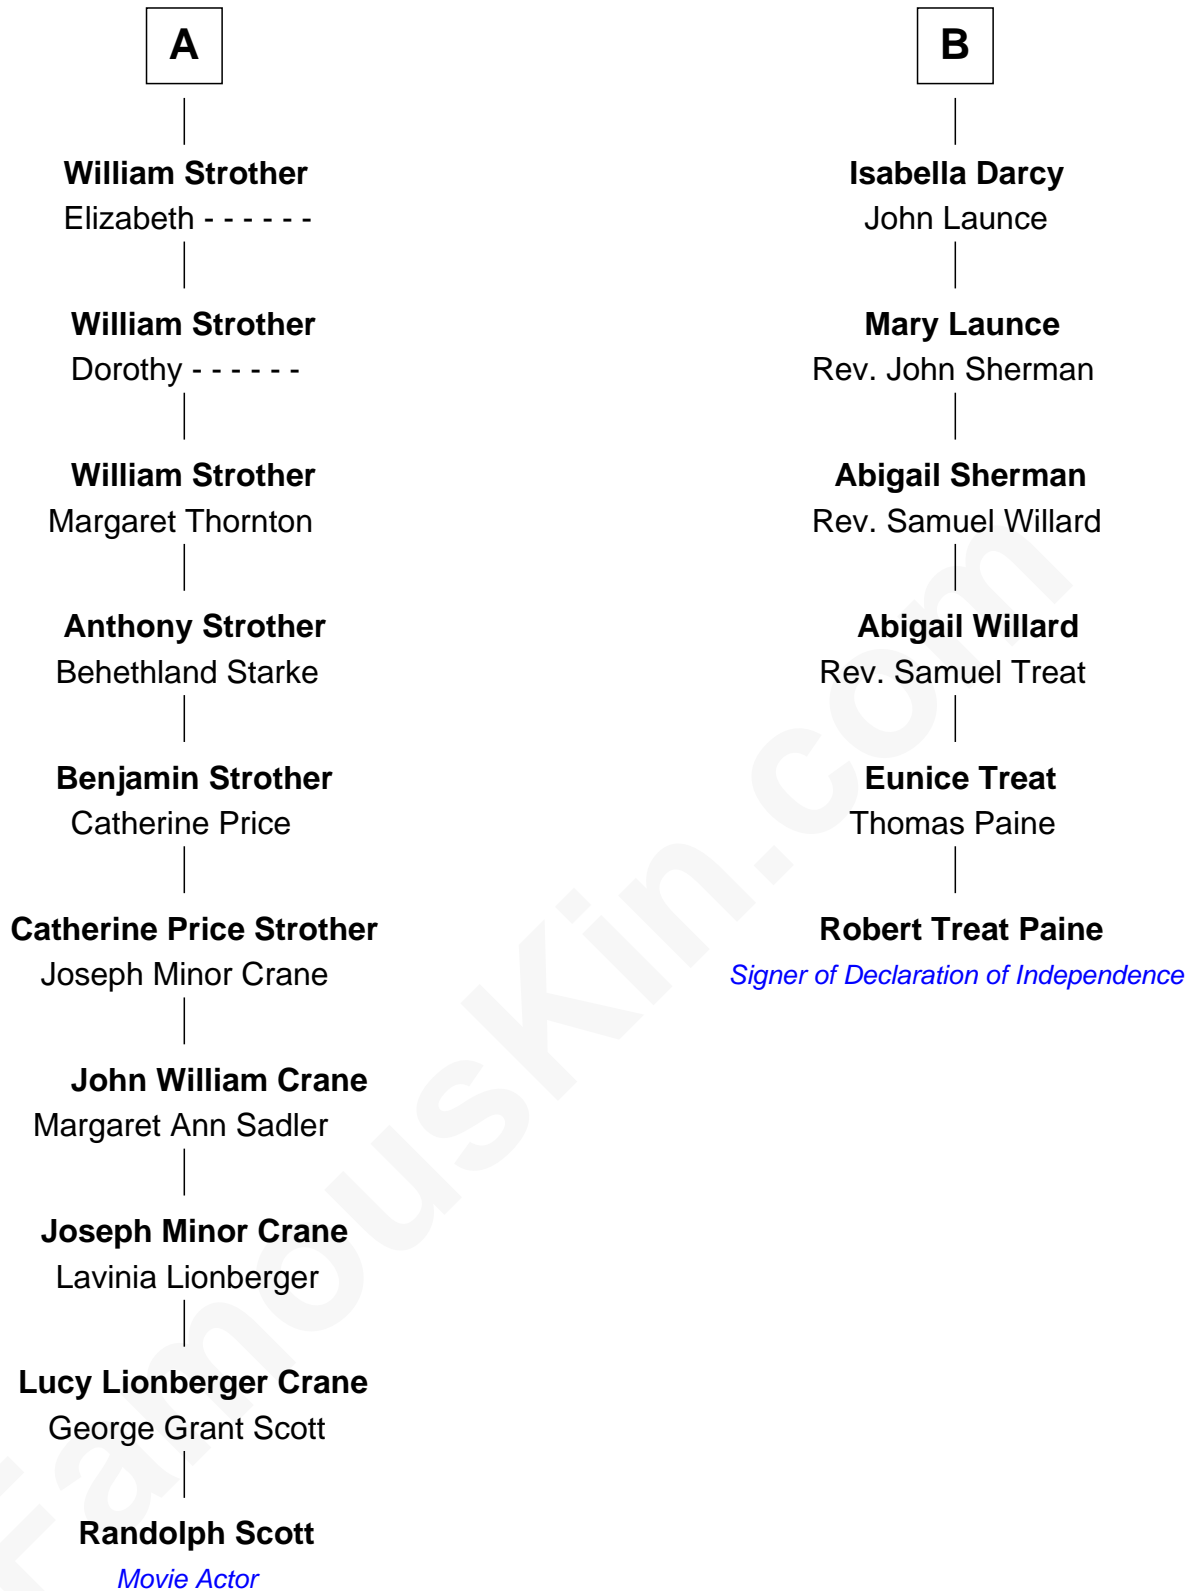 A
William Strother
Elizabeth - - - - - -
William Strother
Dorothy - - - - - -
William Strother
Margaret Thornton
Anthony Strother
Behethland Starke
Benjamin Strother
Catherine Price
Catherine Price Strother
Joseph Minor Crane
John William Crane
Margaret Ann Sadler
Joseph Minor Crane
Lavinia Lionberger
Lucy Lionberger Crane
George Grant Scott
Randolph Scott
Movie Actor
B
Isabella Darcy
John Launce
Mary Launce
Rev. John Sherman
Abigail Sherman
Rev. Samuel Willard
Abigail Willard
Rev. Samuel Treat
Eunice Treat
Thomas Paine
Robert Treat Paine
Signer of Declaration of Independence
FamousKin.com